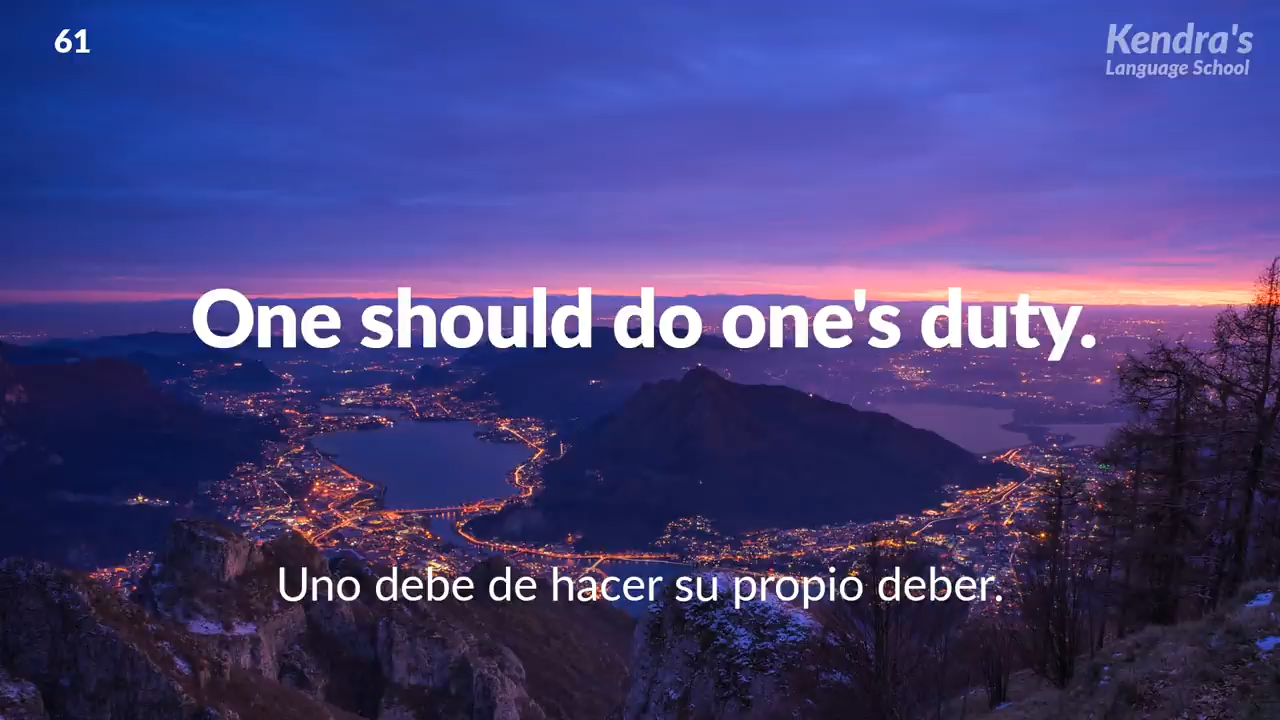 61
Kendra's
Language School
One should do one's duty.
Uno debe de hacer su propio deber.